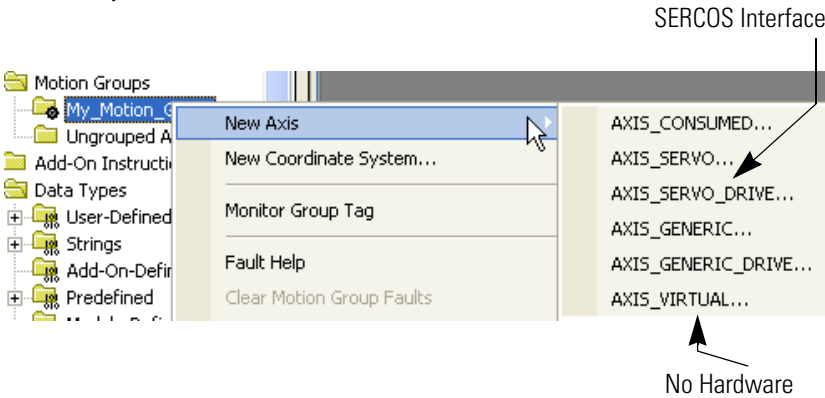 SERCOS Interface
Motion Groups
My_Motion_G
Ungrouped A
Add-On Instructi
Data Types
User-Defined
Strings
Add-On-Defin
Predefined
New Axis
New Coordinate System...
Monitor Group Tag
Fault Help
Clear Motion Group Faults
AXIS_CONSUMED...
AXIS_SERVO...
AXIS_SERVO_DRIVE...
AXIS_GENERIC...
AXIS_GENERIC_DRIVE...
AXIS_VIRTUAL...
No Hardware